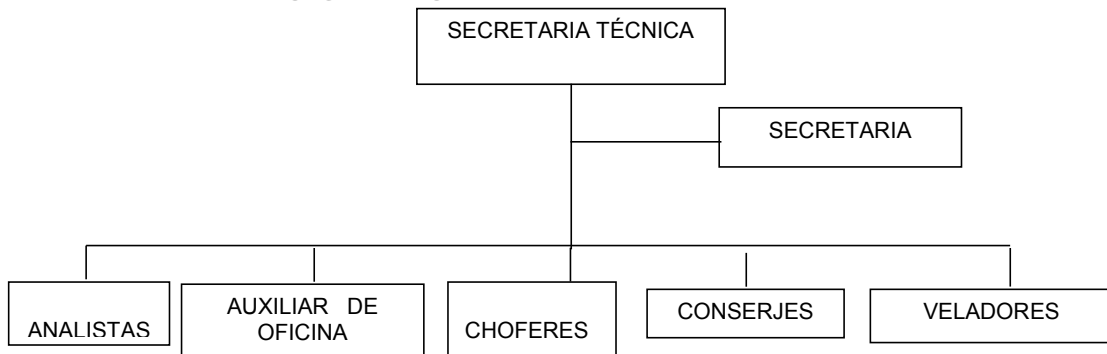 SECRETARIA TÉCNICA
SECRETARIA
ANALISTAS
AUXILIAR DE
OFICINA
CHOFERES
CONSERJES
VELADORES